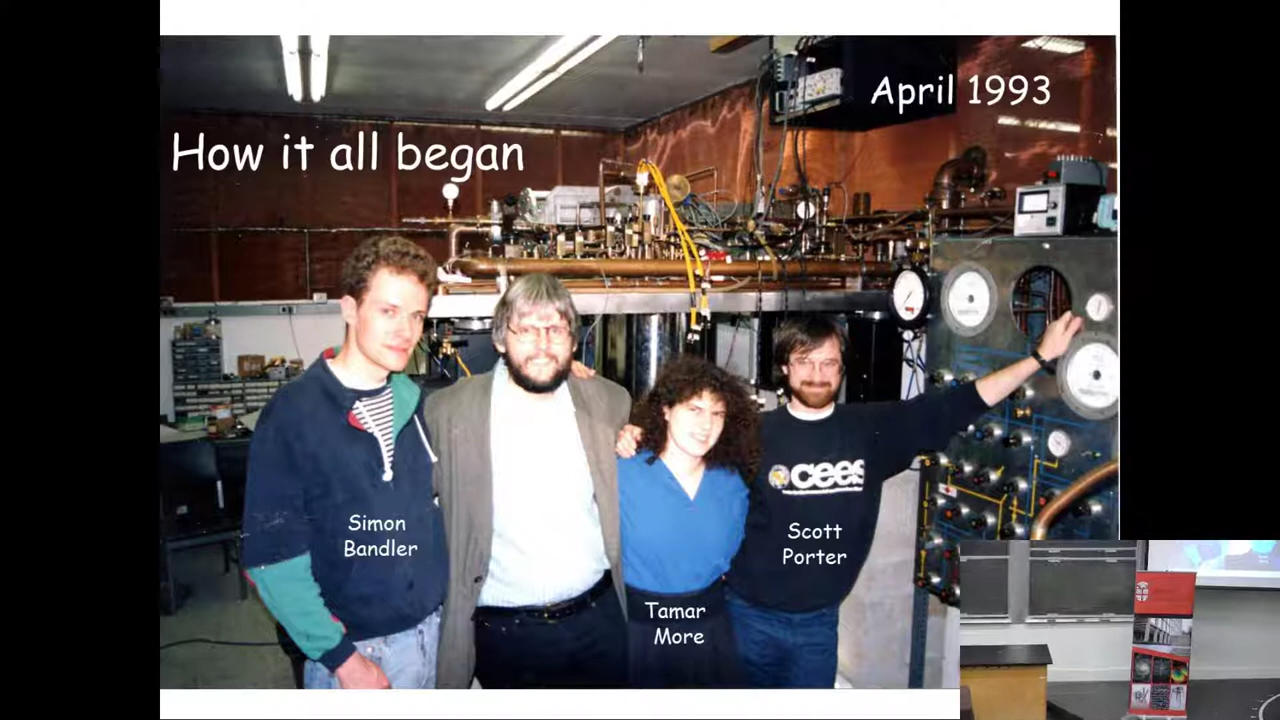 April 1993
How it all began
cees
Simon
Bandler
Scott
Porter
Tamar
More